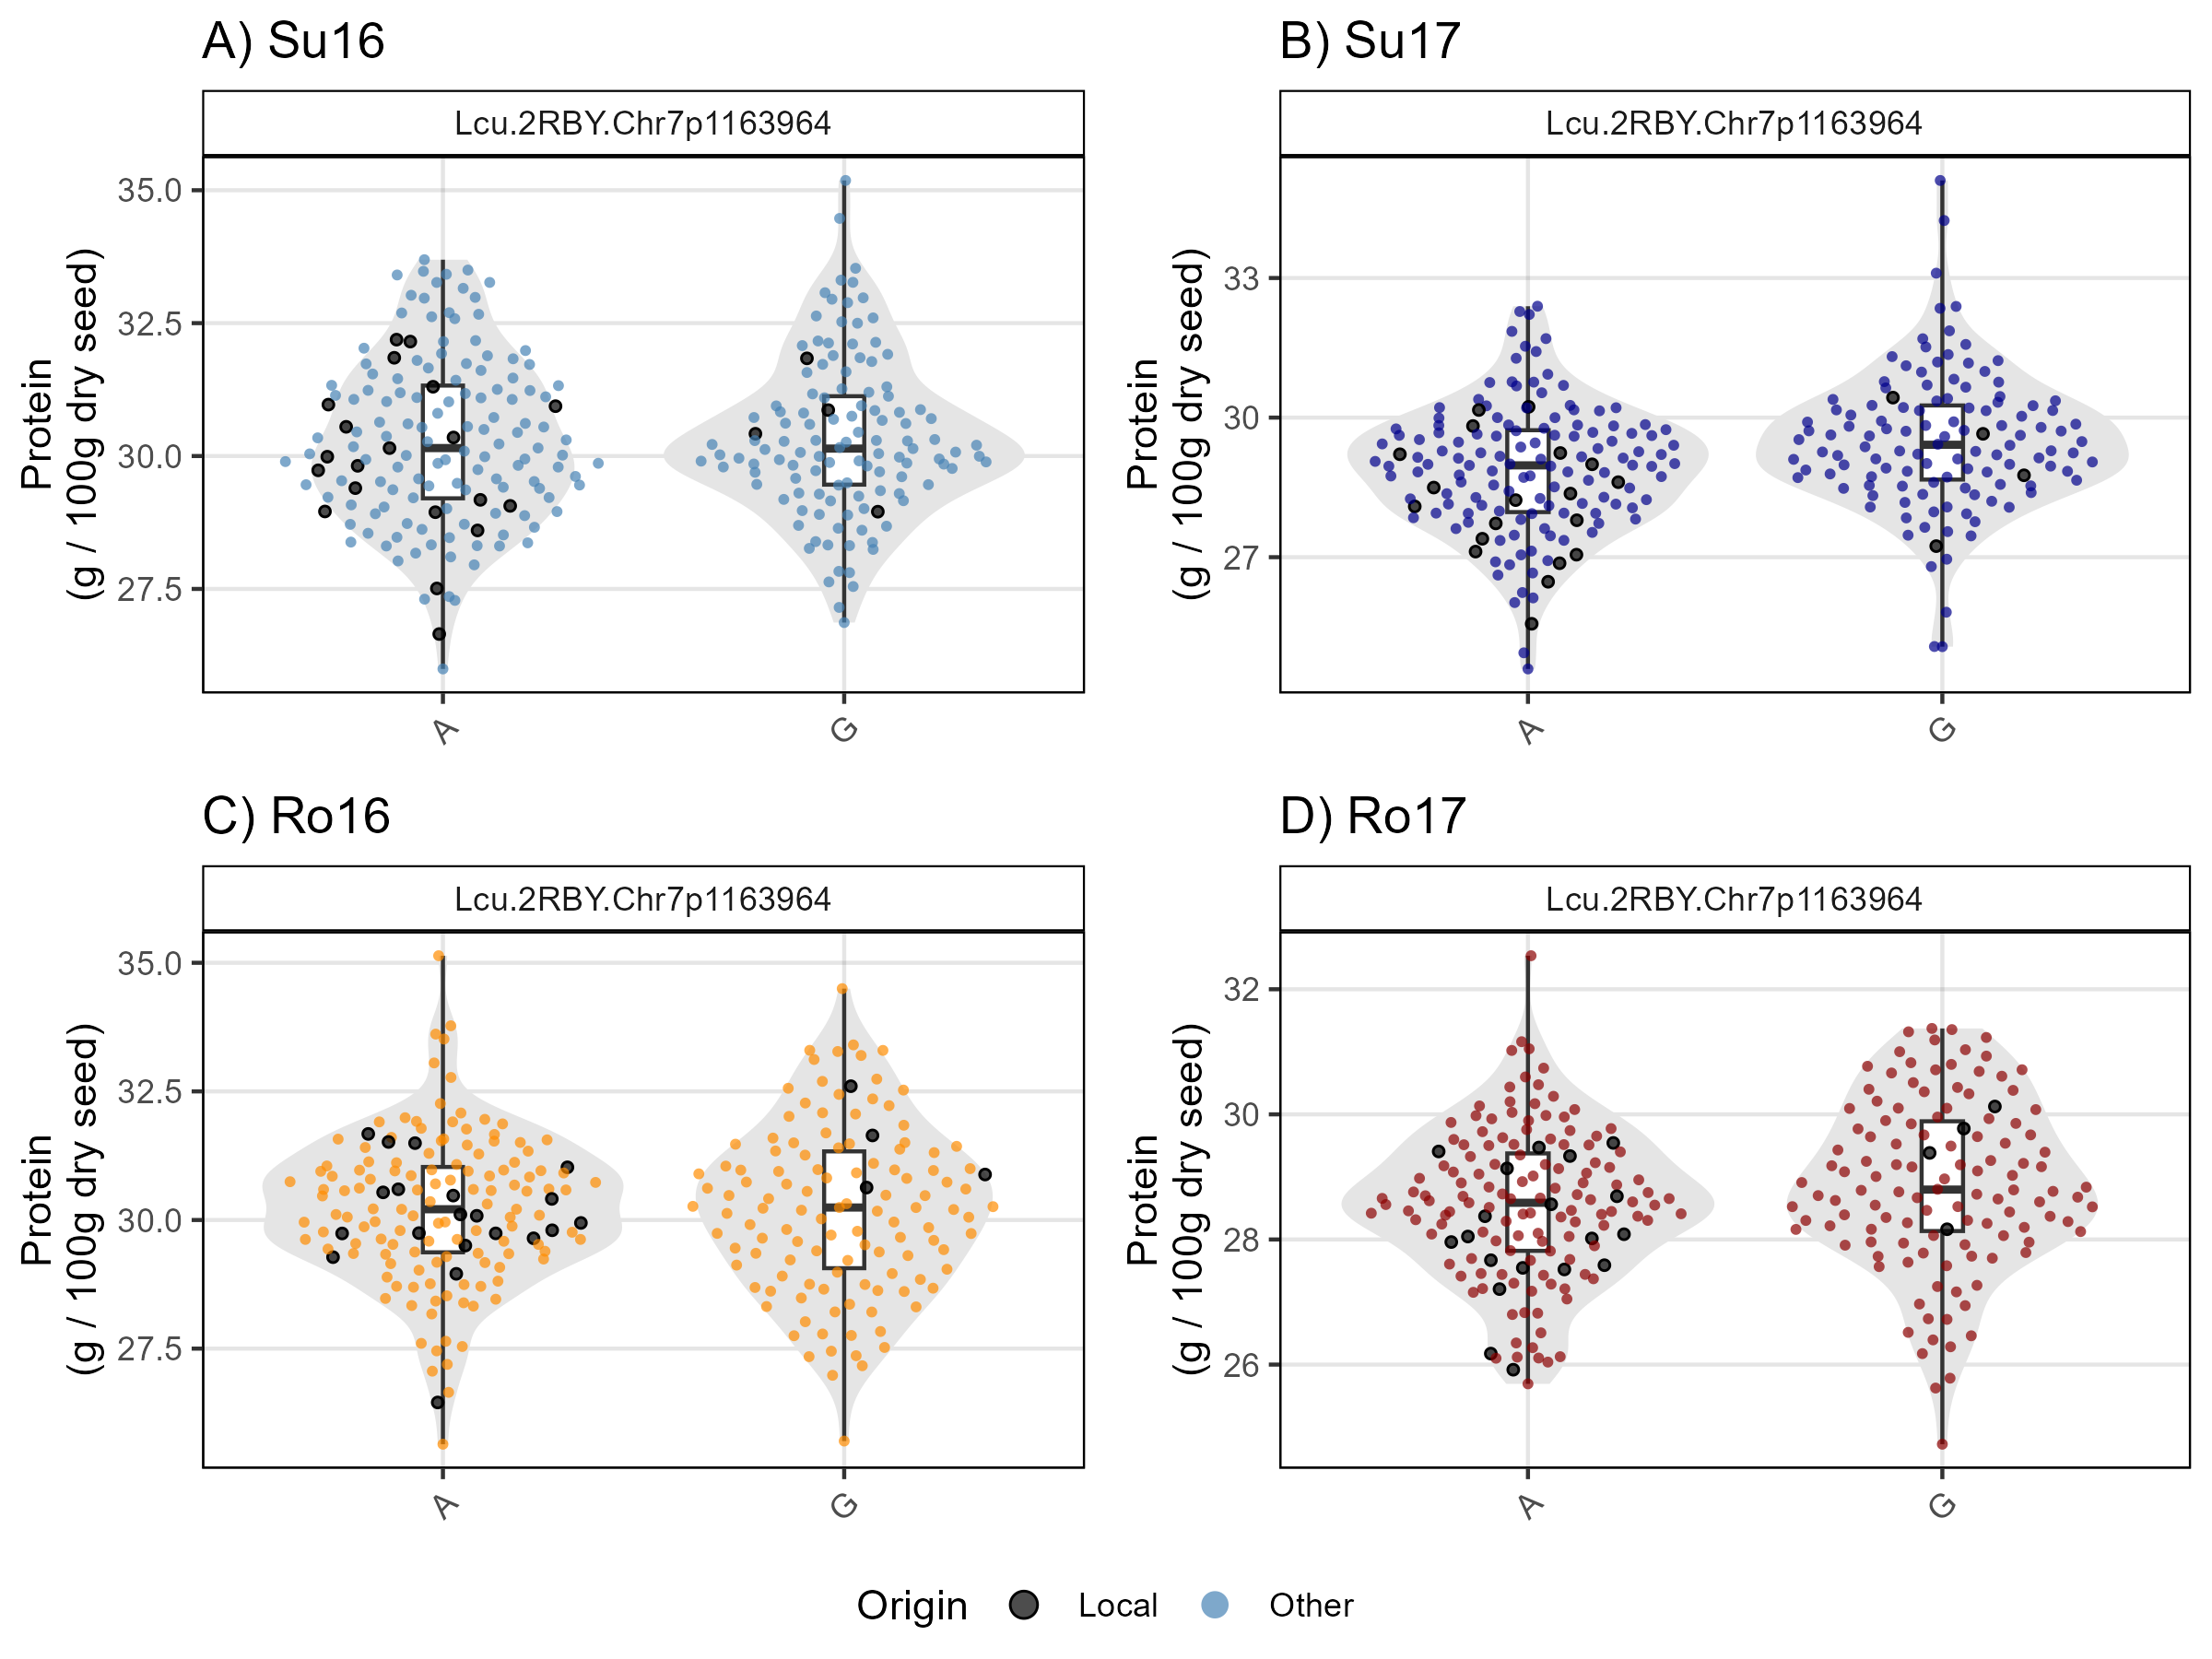 A) Su16
Lcu.2RBY.Chr7p1163964
Protein
(g / 100g dry seed)
35.0
32.5
30.0
27.5
A
G
B) Su17
Lcu.2RBY.Chr7p1163964
Protein
(g / 100g dry seed)
33
30
27
A
G
C) Ro16
Lcu.2RBY.Chr7p1163964
Protein
(g / 100g dry seed)
35.0
32.5
30.0
27.5
A
G
D) Ro17
Lcu.2RBY.Chr7p1163964
Protein
(g / 100g dry seed)
32
30
28
26
A
G
Origin Local Other